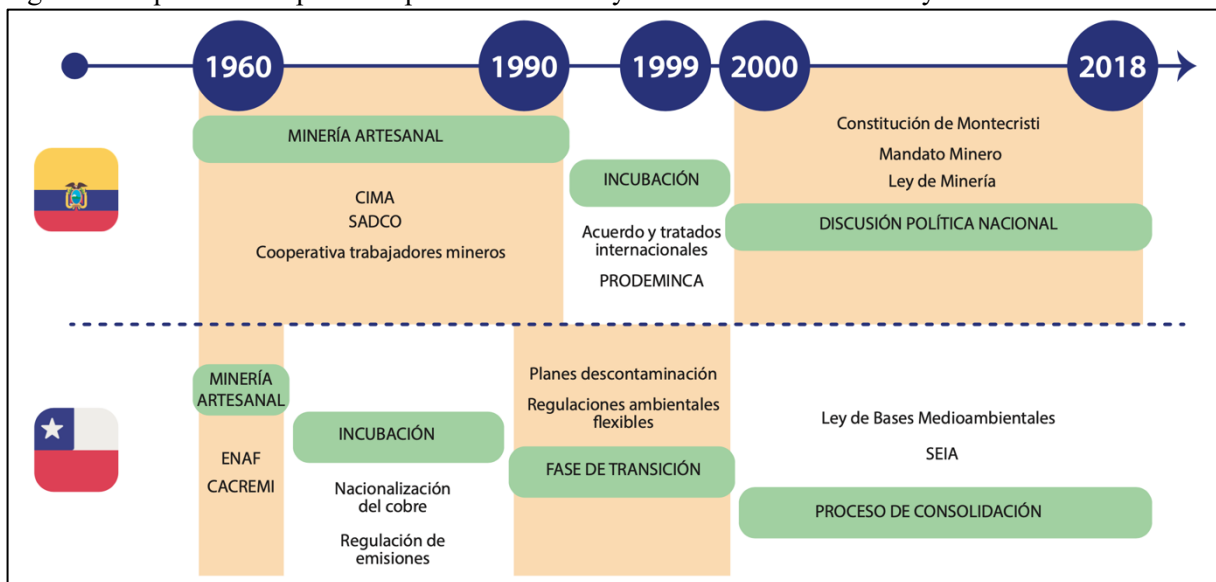 1960
1990
1999
2000
2018
MINERÍA ARTESANAL
CIMA
SADCO
Cooperativa trabajadores mineros
INCUBACIÓN
Acuerdo y tratados
internacionales
PRODEMINCA
Constitución de Montecristi
Mandato Minero
Ley de Minería
DISCUSIÓN POLÍTICA NACIONAL
MINERÍA
ARTESANAL
ENAF
CACREMI
INCUBACIÓN
Nacionalización
del cobre
Regulación de
emisiones
Planes descontaminación
Regulaciones ambientales
flexibles
FASE DE TRANSICIÓN
Ley de Bases Medioambientales
SEIA
PROCESO DE CONSOLIDACIÓN